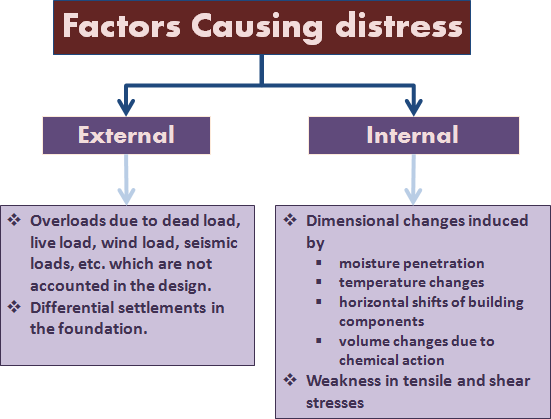 Factors Causing distress
External
Internal
❖ Overloads due to dead load,
live load, wind load, seismic
loads, etc. which are not
accounted in the design.
❖ Differential settlements in
the foundation.
❖ Dimensional changes induced
by
▪ moisture penetration
▪ temperature changes
▪ horizontal shifts of building
components
▪ volume changes due to
chemical action
❖ Weakness in tensile and shear
stresses